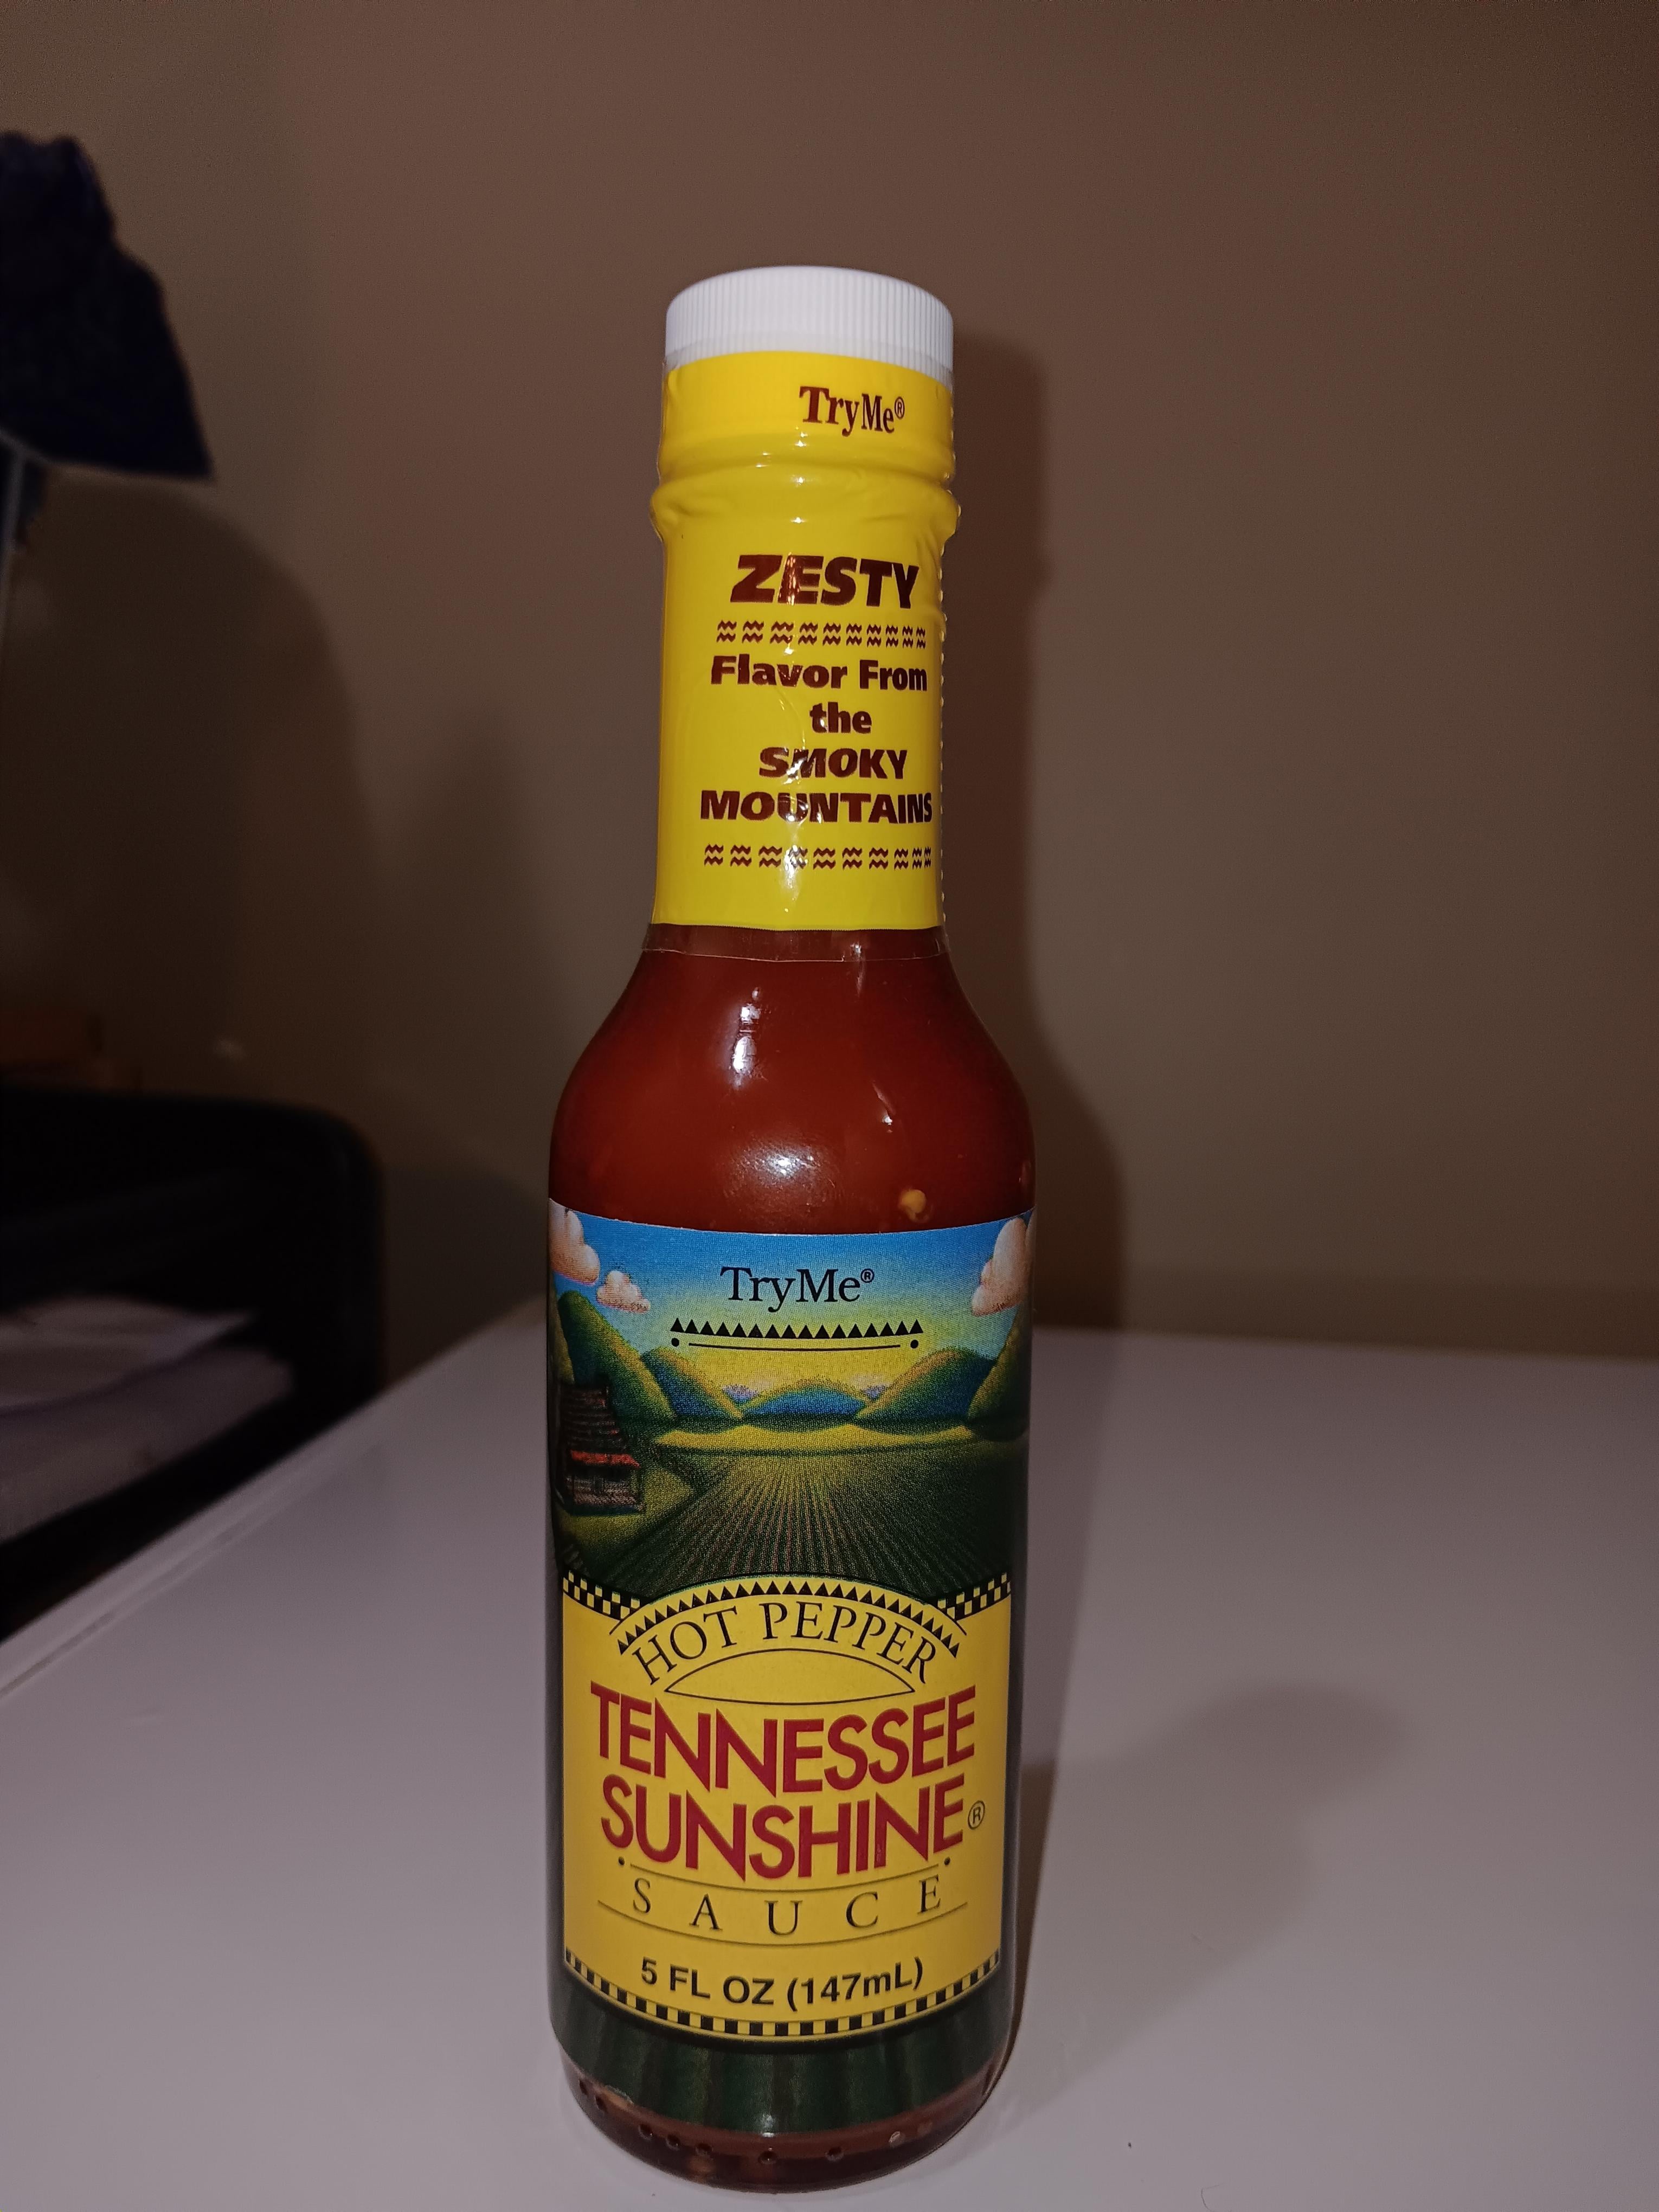 TryMe®
ZESTY
Flavor From
the
SMOKY
MOUNTAINS
TryMe®
HOT PEPPER
TENNESSEE
SUNSHINE®
SAUCE
5 FL OZ (147mL)